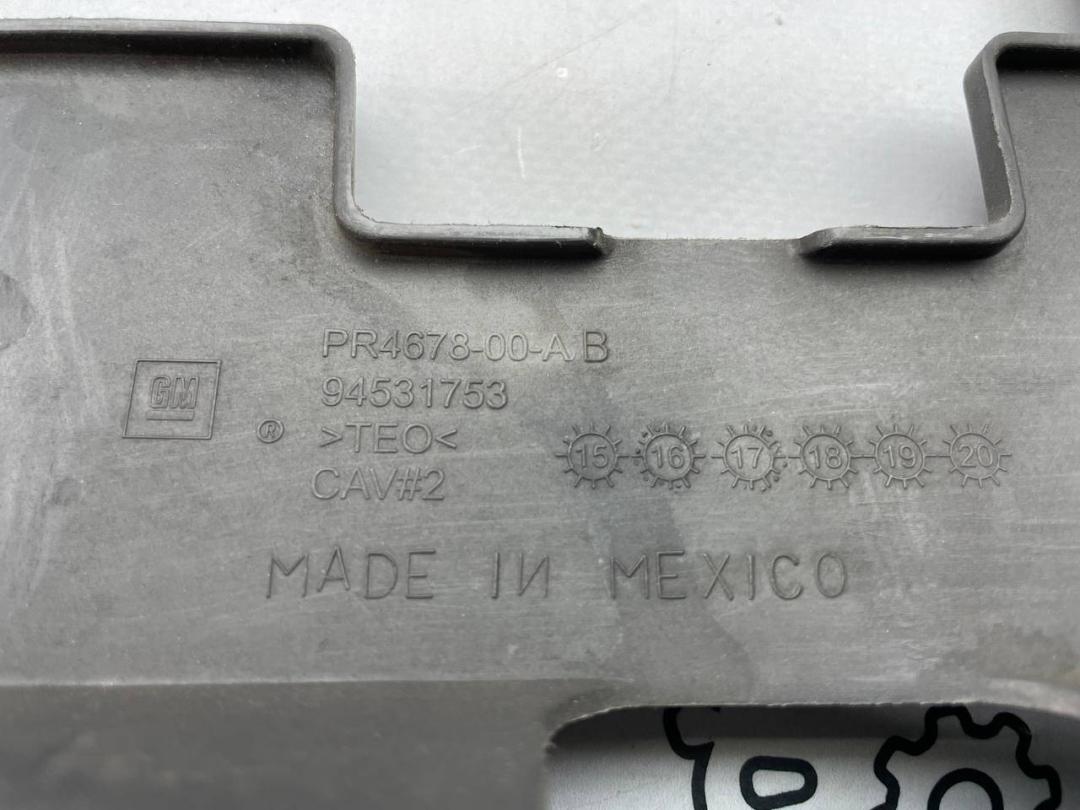 PR4678-00-A B
GM
94531753
® >TEO<
15 16 17 18 19 20
CAV#2
MADE IN MEXICO